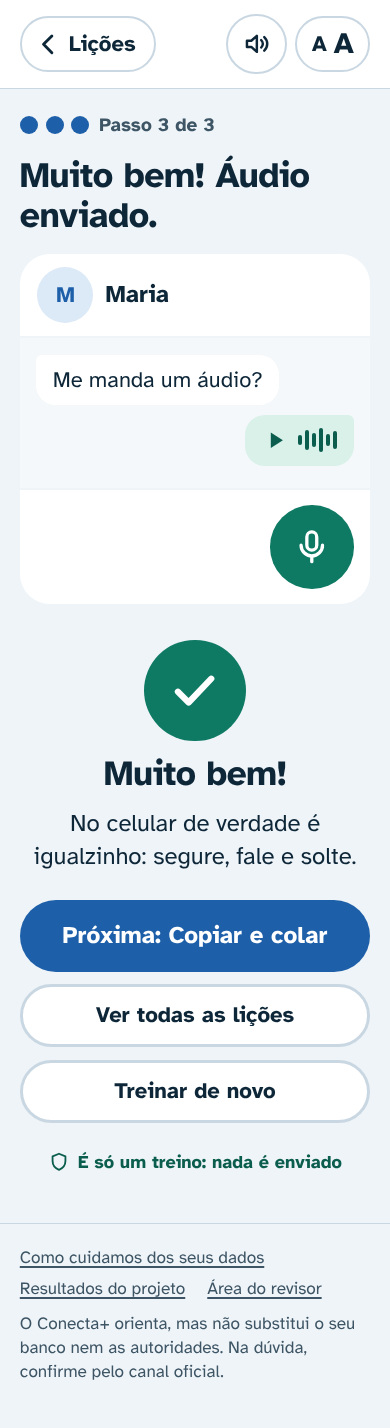 Lições
A A
Passo 3 de 3
Muito bem! Áudio
enviado.
M
Maria
Me manda um áudio?
Muito bem!
No celular de verdade é
igualzinho: segure, fale e solte.
Próxima: Copiar e colar
Ver todas as lições
Treinar de novo
É só um treino: nada é enviado
Como cuidamos dos seus dados
Resultados do projeto Área do revisor
O Conecta+ orienta, mas não substitui o seu
banco nem as autoridades. Na dúvida,
confirme pelo canal oficial.